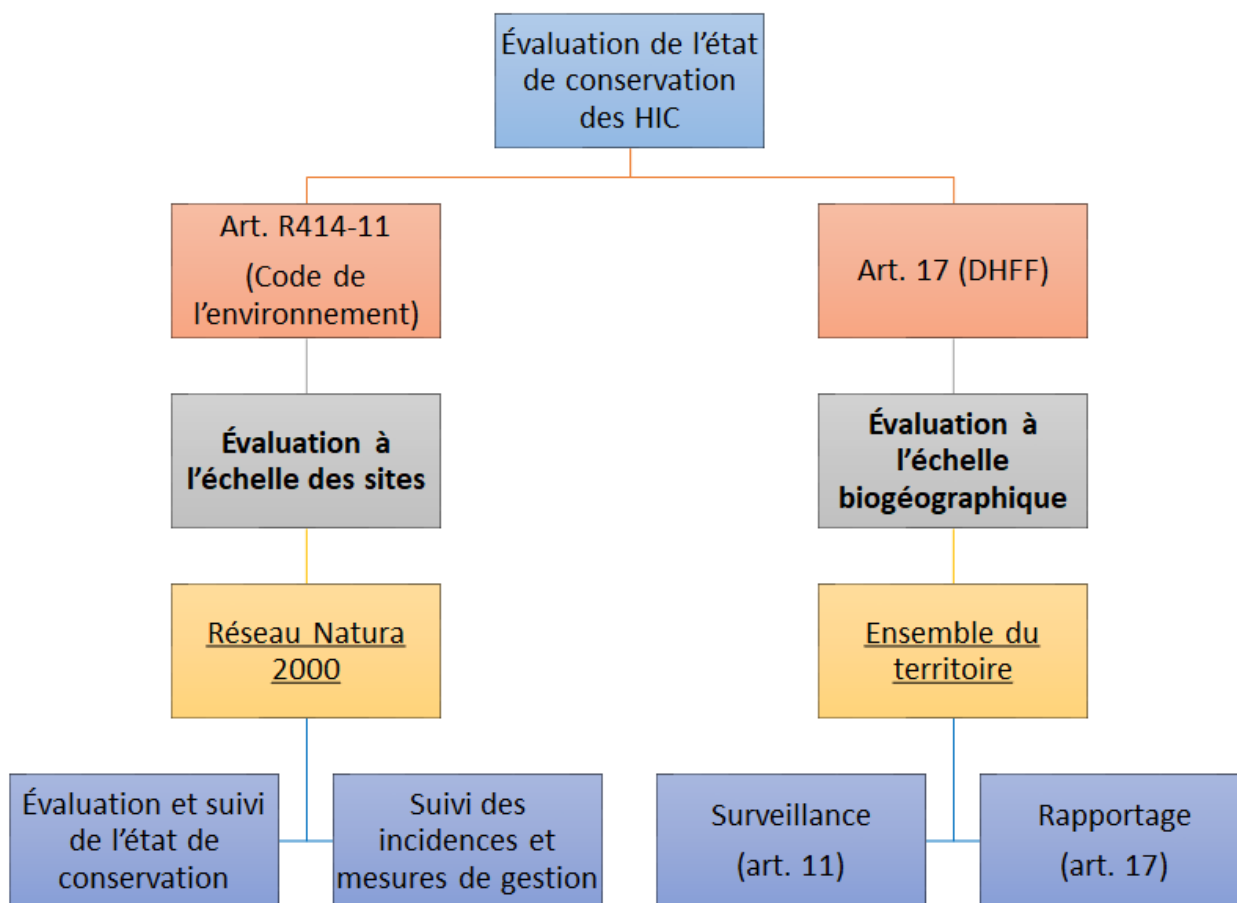 Évaluation de l'état
de conservation
des HIC
Art. R414-11
(Code de
l'environnement)
Art. 17 (DHFF)
Évaluation à
l'échelle des sites
Évaluation à
l'échelle
biogéographique
Réseau Natura
2000
Ensemble du
territoire
Évaluation et suivi
de l'état de
conservation
Suivi des
incidences et
mesures de gestion
Surveillance
(art. 11)
Rapportage
(art. 17)